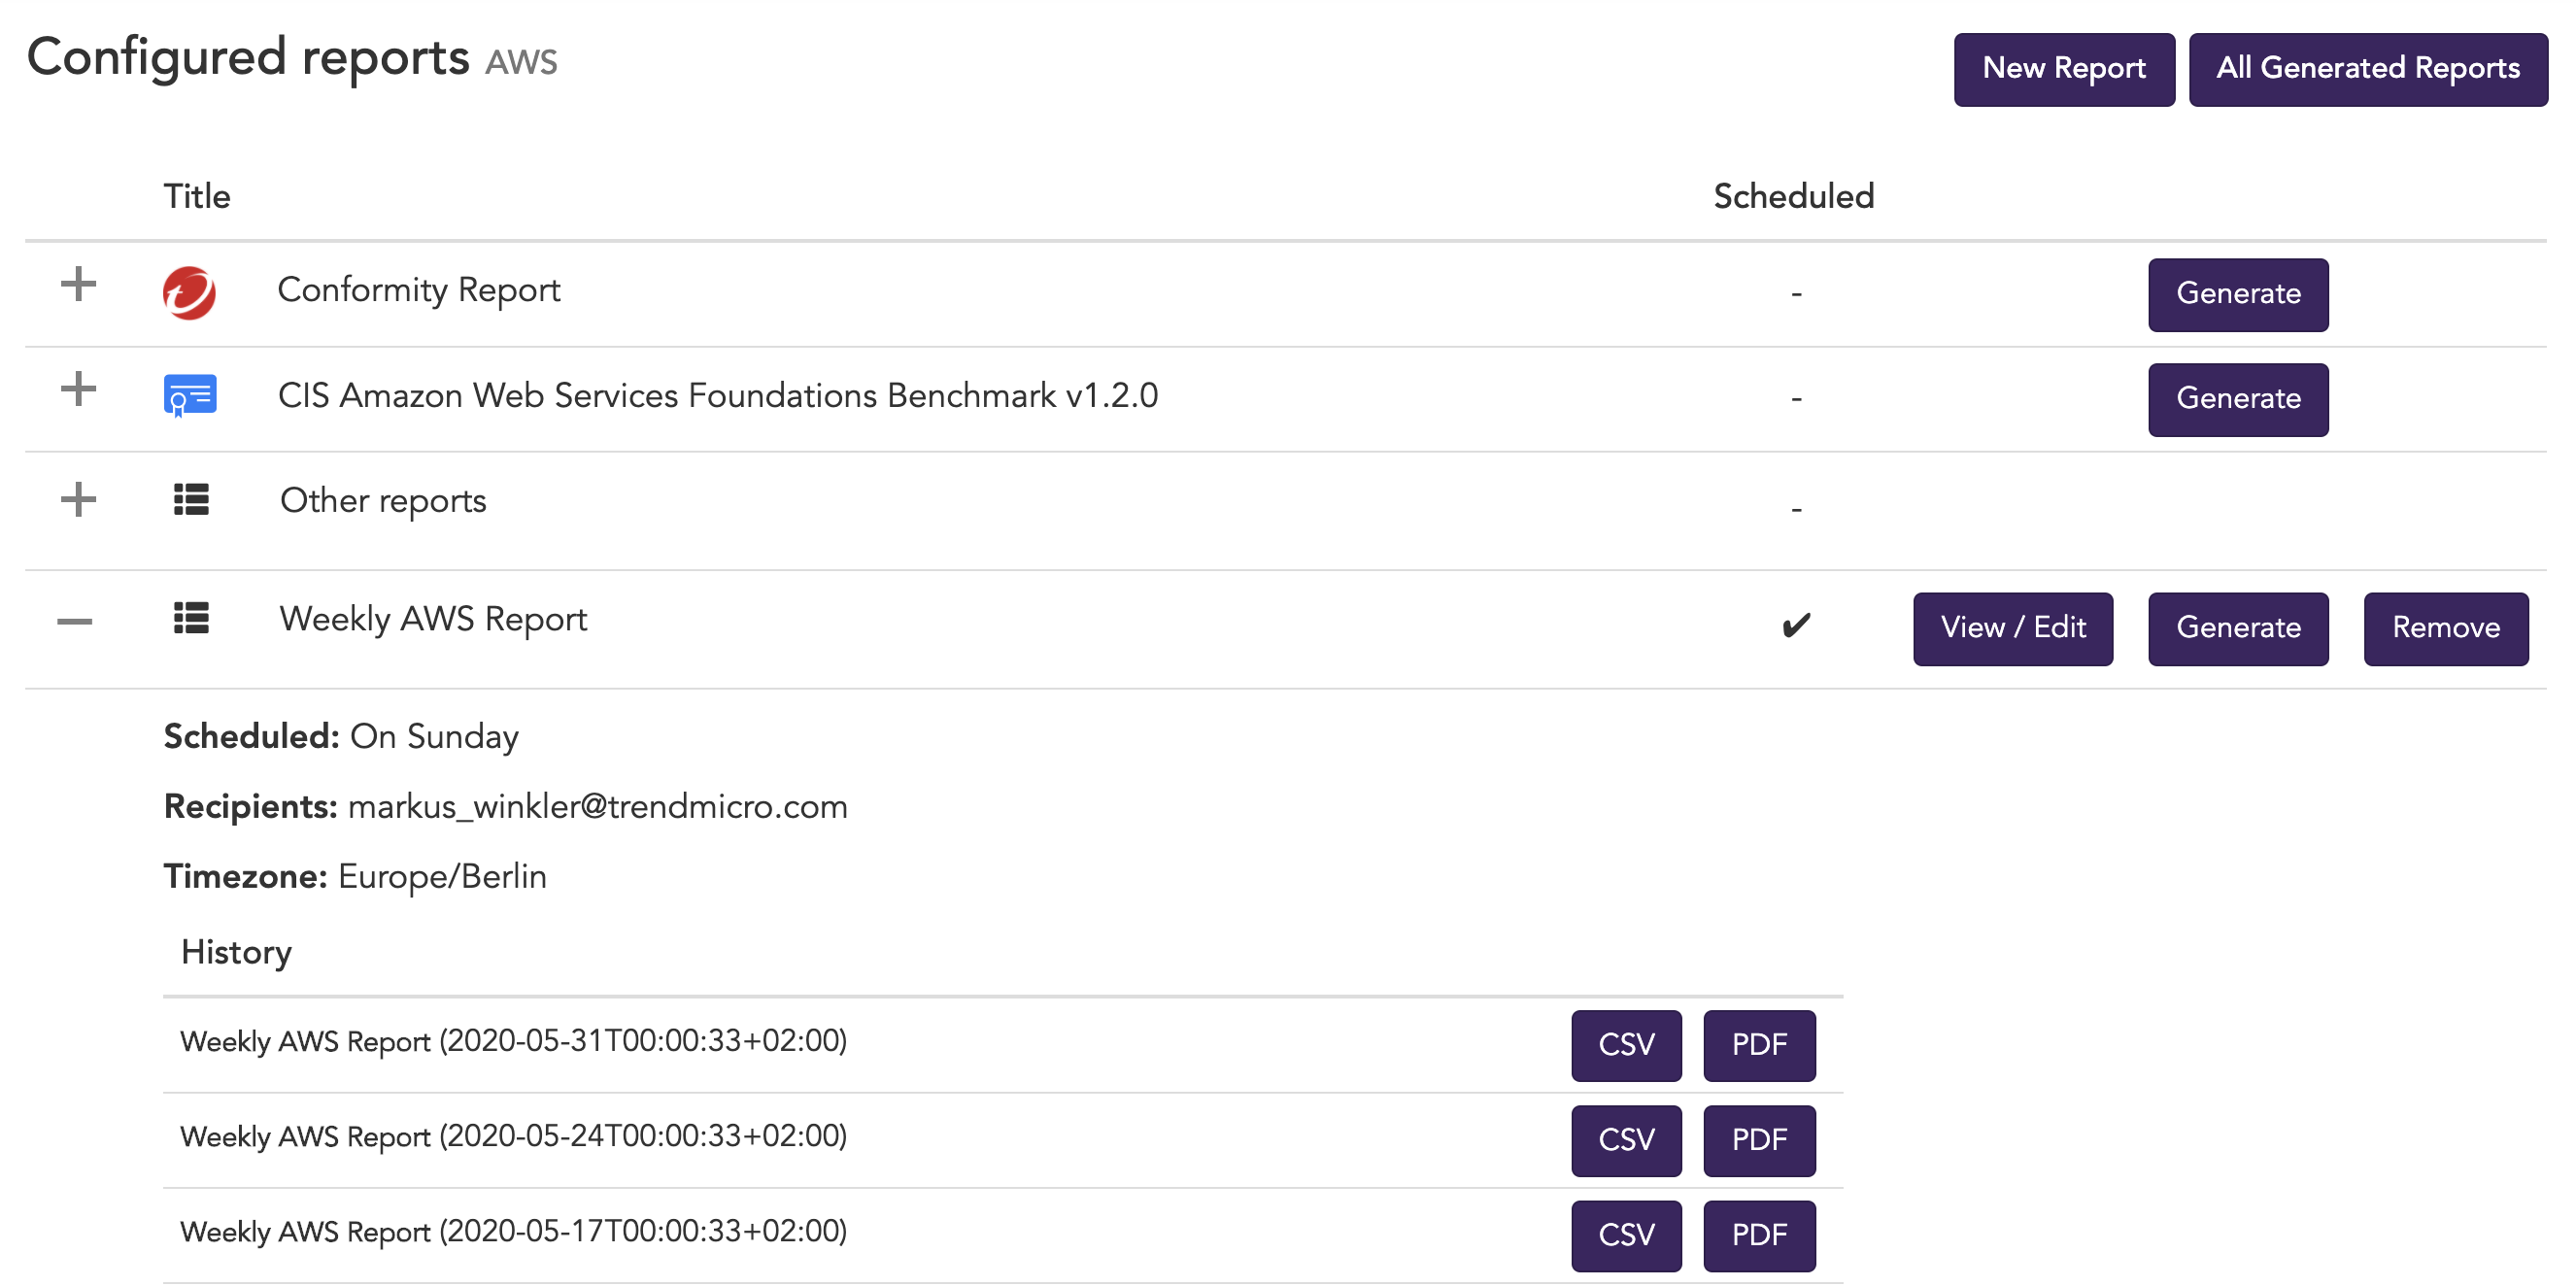 Configured reports AWS
New Report All Generated Reports
Title Scheduled
Conformity Report - Generate
CIS Amazon Web Services Foundations Benchmark v1.2.0 - Generate
Other reports -
Weekly AWS Report ✔ View / Edit Generate Remove
Scheduled: On Sunday
Recipients: markus_winkler@trendmicro.com
Timezone: Europe/Berlin
History
Weekly AWS Report (2020-05-31T00:00:33+02:00) CSV PDF
Weekly AWS Report (2020-05-24T00:00:33+02:00) CSV PDF
Weekly AWS Report (2020-05-17T00:00:33+02:00) CSV PDF